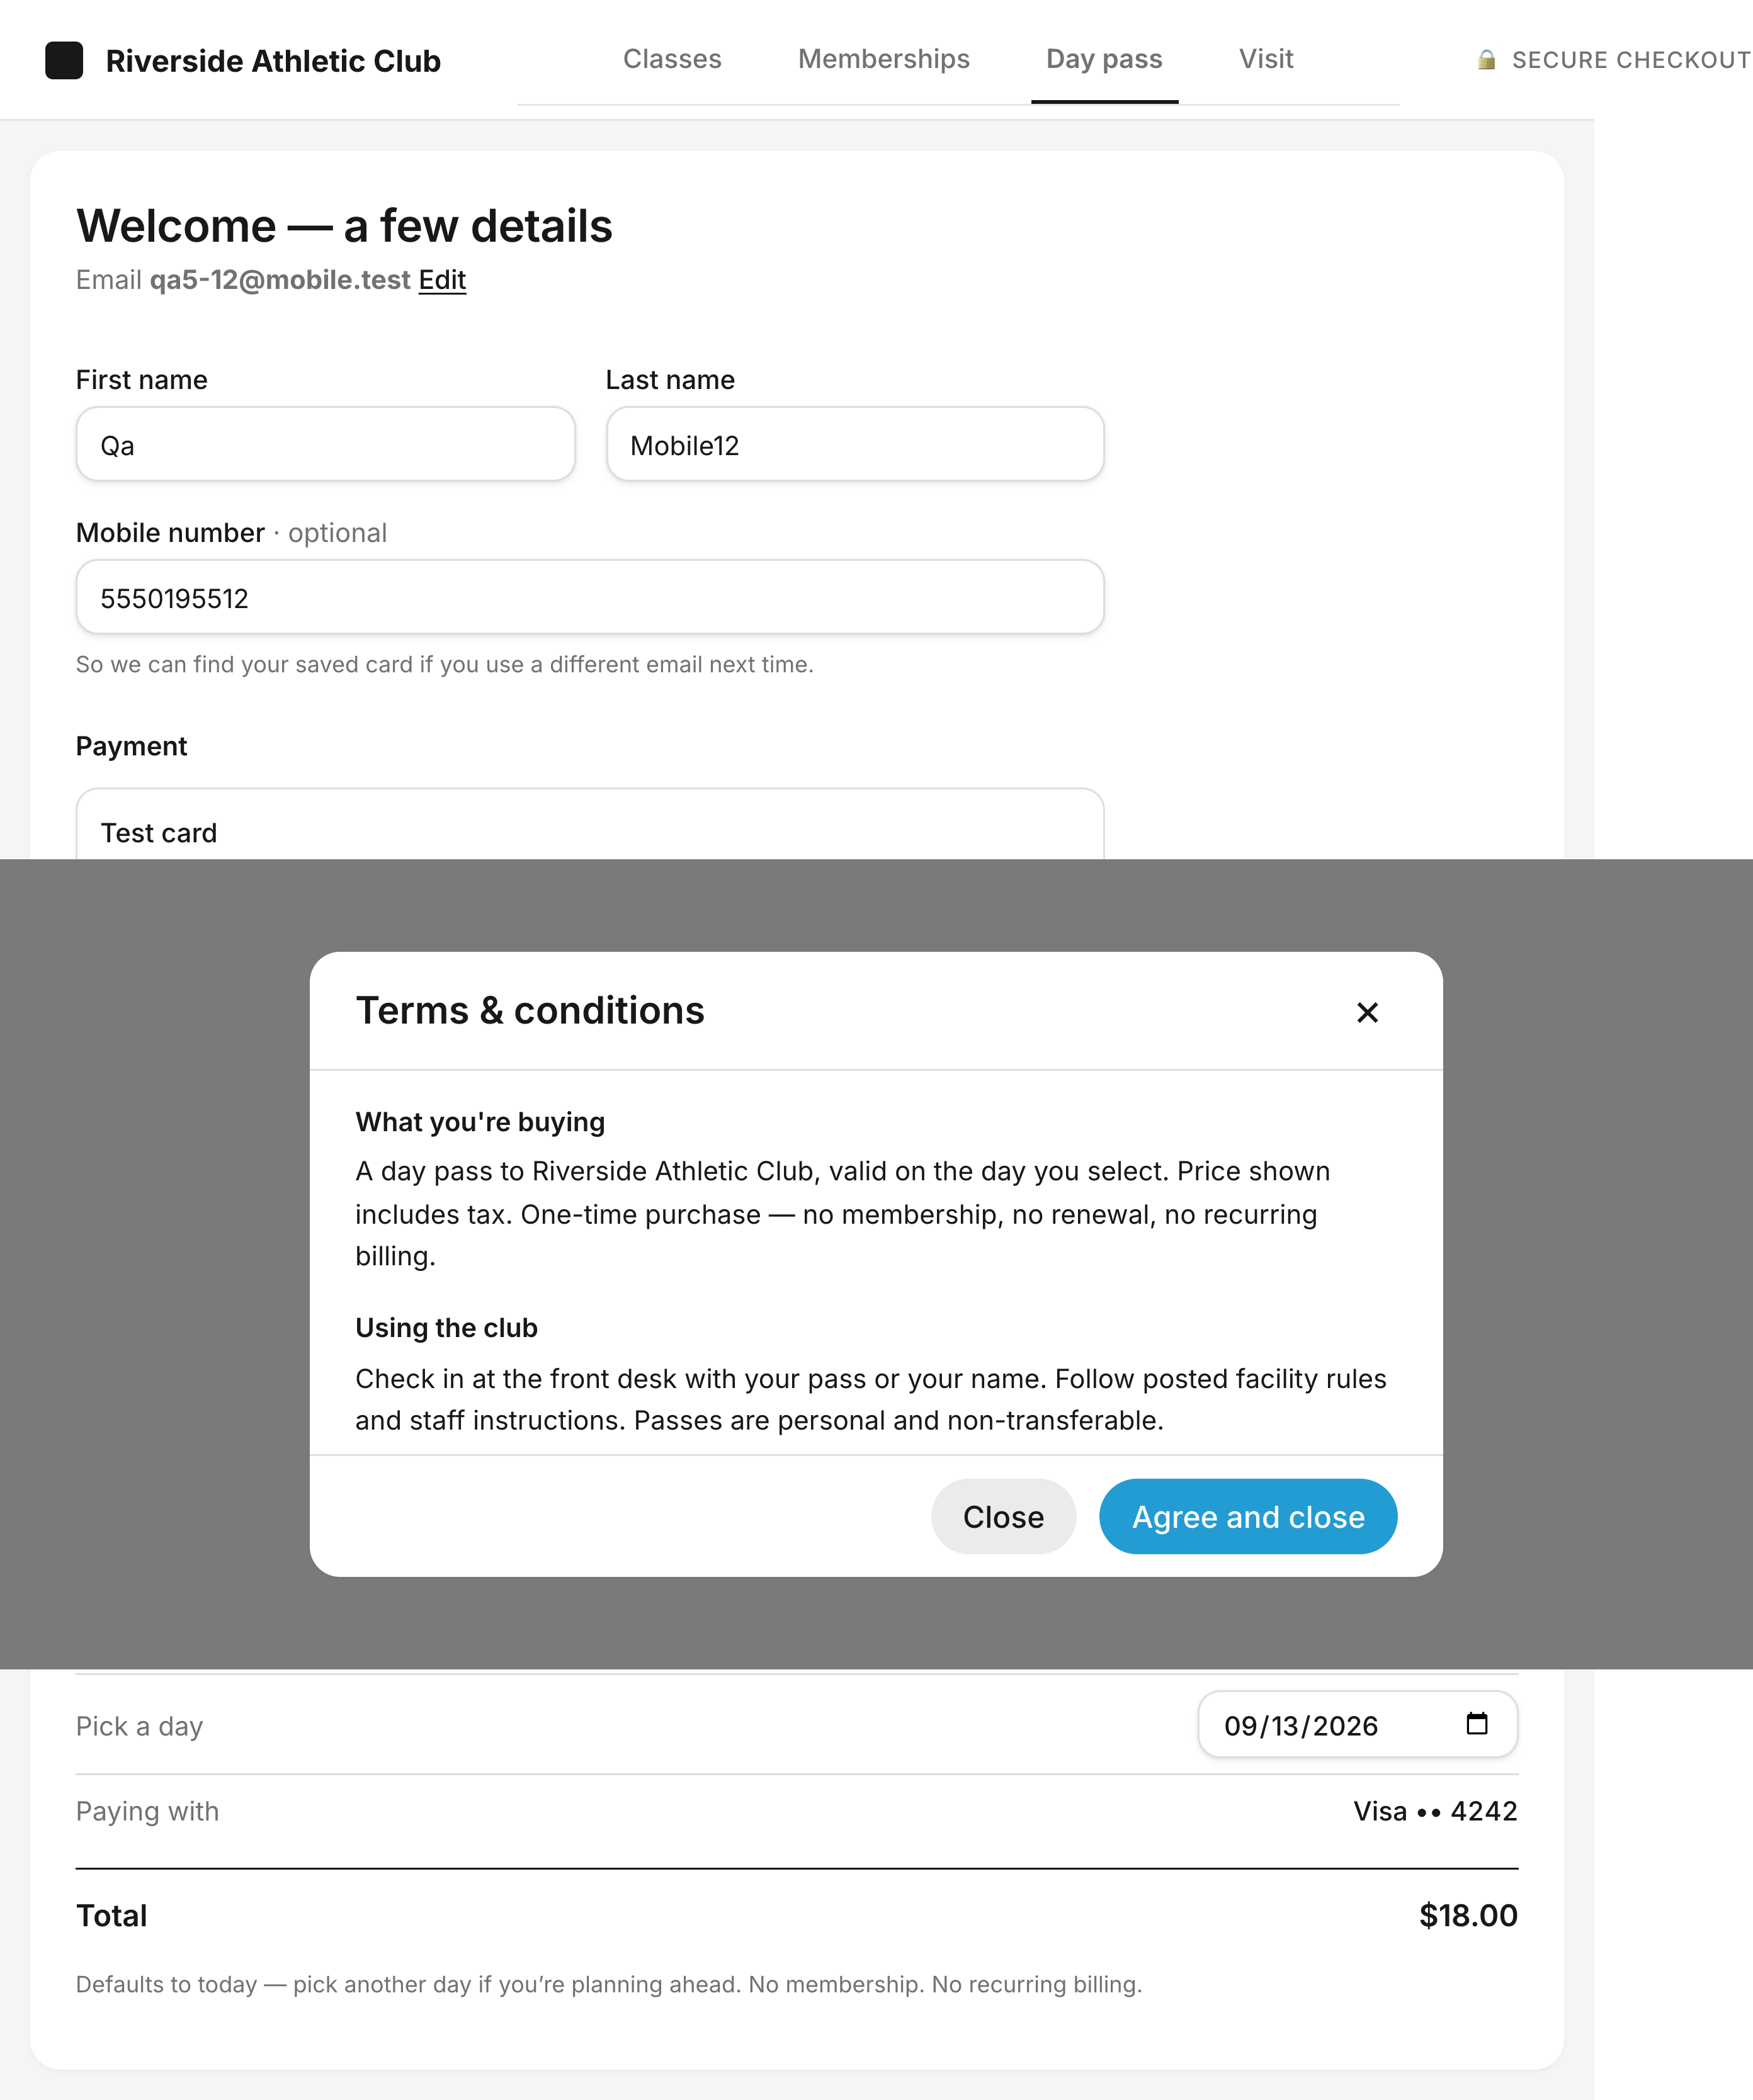 Riverside Athletic Club
Classes
Memberships
Day pass
Visit
SECURE CHECKOUT
Welcome — a few details
Email qa5-12@mobile.test Edit
First name
Last name
Qa
Mobile12
Mobile number · optional
5550195512
So we can find your saved card if you use a different email next time.
Payment
Test card
Terms & conditions
What you're buying
A day pass to Riverside Athletic Club, valid on the day you select. Price shown
includes tax. One-time purchase — no membership, no renewal, no recurring
billing.
Using the club
Check in at the front desk with your pass or your name. Follow posted facility rules
and staff instructions. Passes are personal and non-transferable.
Close
Agree and close
Pick a day
09/13/2026
Paying with
Visa •• 4242
Total
$18.00
Defaults to today — pick another day if you’re planning ahead. No membership. No recurring billing.